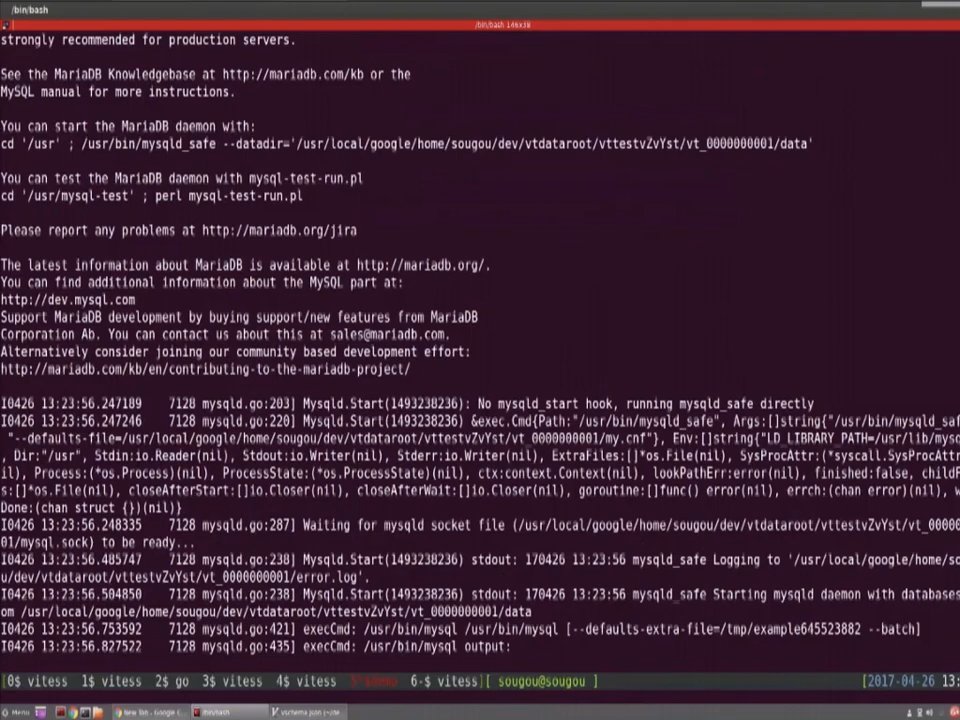 /bin/bash
/bin/bash 146x38
strongly recommended for production servers.
See the MariaDB Knowledgebase at http://mariadb.com/kb or the
MySQL manual for more instructions.
You can start the MariaDB daemon with:
cd '/usr' ; /usr/bin/mysqld_safe --datadir='/usr/local/google/home/sougou/dev/vtdataroot/vttestvZvYst/vt_0000000001/data'
You can test the MariaDB daemon with mysql-test-run.pl
cd '/usr/mysql-test' ; perl mysql-test-run.pl
Please report any problems at http://mariadb.org/jira
The latest information about MariaDB is available at http://mariadb.org/.
You can find additional information about the MySQL part at:
http://dev.mysql.com
Support MariaDB development by buying support/new features from MariaDB
Corporation Ab. You can contact us about this at sales@mariadb.com.
Alternatively consider joining our community based development effort:
http://mariadb.com/kb/en/contributing-to-the-mariadb-project/
I0426 13:23:56.247189 7128 mysqld.go:203] Mysqld.Start(1493238236): No mysqld_start hook, running mysqld_safe directly
I0426 13:23:56.247246 7128 mysqld.go:220] Mysqld.Start(1493238236) &exec.Cmd{Path:"/usr/bin/mysqld_safe", Args:[]string{"/usr/bin/mysqld_saf
"--defaults-file=/usr/local/google/home/sougou/dev/vtdataroot/vttestvZvYst/vt_0000000001/my.cnf"}, Env:[]string{"LD_LIBRARY_PATH=/usr/lib/myso
, Dir:"/usr", Stdin:io.Reader(nil), Stdout:io.Writer(nil), Stderr:io.Writer(nil), ExtraFiles:[]*os.File(nil), SysProcAttr:(*syscall.SysProcAttr
il), Process:(*os.Process)(nil), ProcessState:(*os.ProcessState)(nil), ctx:context.Context(nil), lookPathErr:error(nil), finished:false, childF
s:[]*os.File(nil), closeAfterStart:[]io.Closer(nil), closeAfterWait:[]io.Closer(nil), goroutine:[]func() error(nil), errch:(chan error)(nil), w
Done:(chan struct {})(nil)}
I0426 13:23:56.248335 7128 mysqld.go:287] Waiting for mysqld socket file (/usr/local/google/home/sougou/dev/vtdataroot/vttestvZvYst/vt_0000
01/mysql.sock) to be ready...
I0426 13:23:56.485747 7128 mysqld.go:238] Mysqld.Start(1493238236) stdout: 170426 13:23:56 mysqld_safe Logging to '/usr/local/google/home/so
u/dev/vtdataroot/vttestvZvYst/vt_0000000001/error.log'.
I0426 13:23:56.504850 7128 mysqld.go:238] Mysqld.Start(1493238236) stdout: 170426 13:23:56 mysqld_safe Starting mysqld daemon with databases
om /usr/local/google/home/sougou/dev/vtdataroot/vttestvZvYst/vt_0000000001/data
I0426 13:23:56.753592 7128 mysqld.go:421] execCmd: /usr/bin/mysql /usr/bin/mysql [--defaults-extra-file=/tmp/example645523882 --batch]
I0426 13:23:56.827522 7128 mysqld.go:435] execCmd: /usr/bin/mysql output:
[0$ vitess 1$ vitess 2$ go 3$ vitess 4$ vitess 6-$ vitess][ sougou@sougou ] [2017-04-26 13:
Menu New Tab - Google C... /bin/bash vschema.json